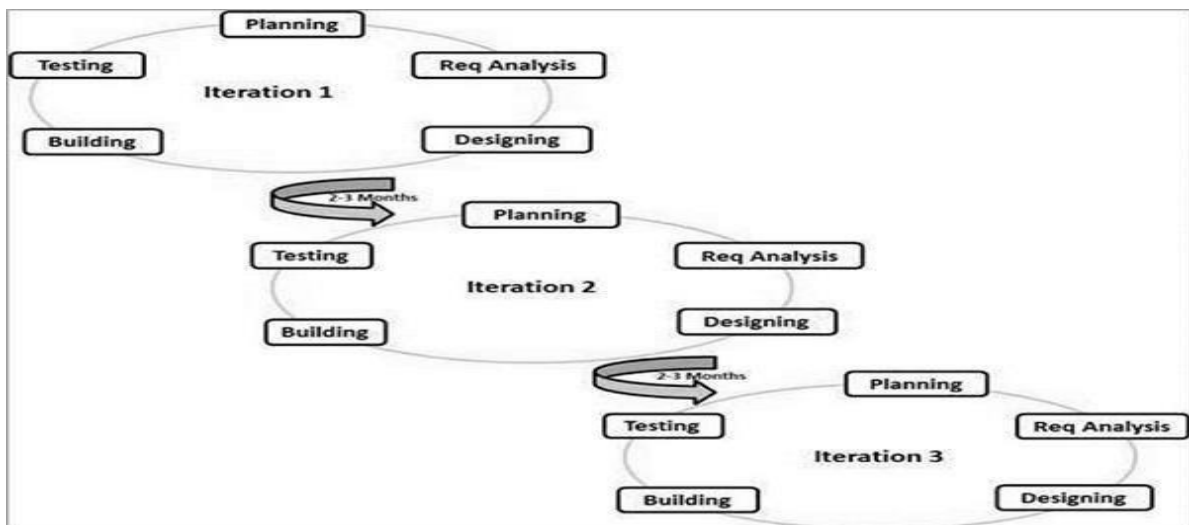 Planning
Testing
Req Analysis
Iteration 1
Building
Designing
2-3 Months
Planning
Testing
Req Analysis
Iteration 2
Building
Designing
2-3 Months
Planning
Testing
Req Analysis
Iteration 3
Building
Designing